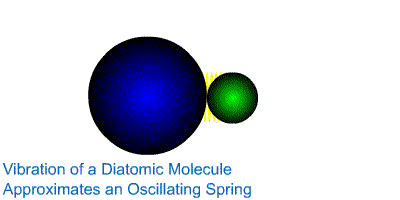 Vibration of a Diatomic Molecule
Approximates an Oscillating Spring